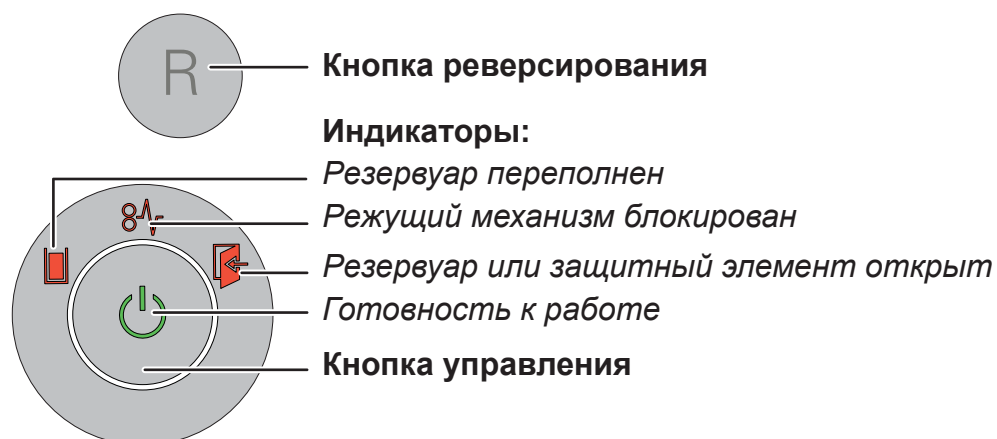 R
Кнопка реверсирования
Индикаторы:
Резервуар переполнен
Режущий механизм блокирован
Резервуар или защитный элемент открыт
Готовность к работе
Кнопка управления